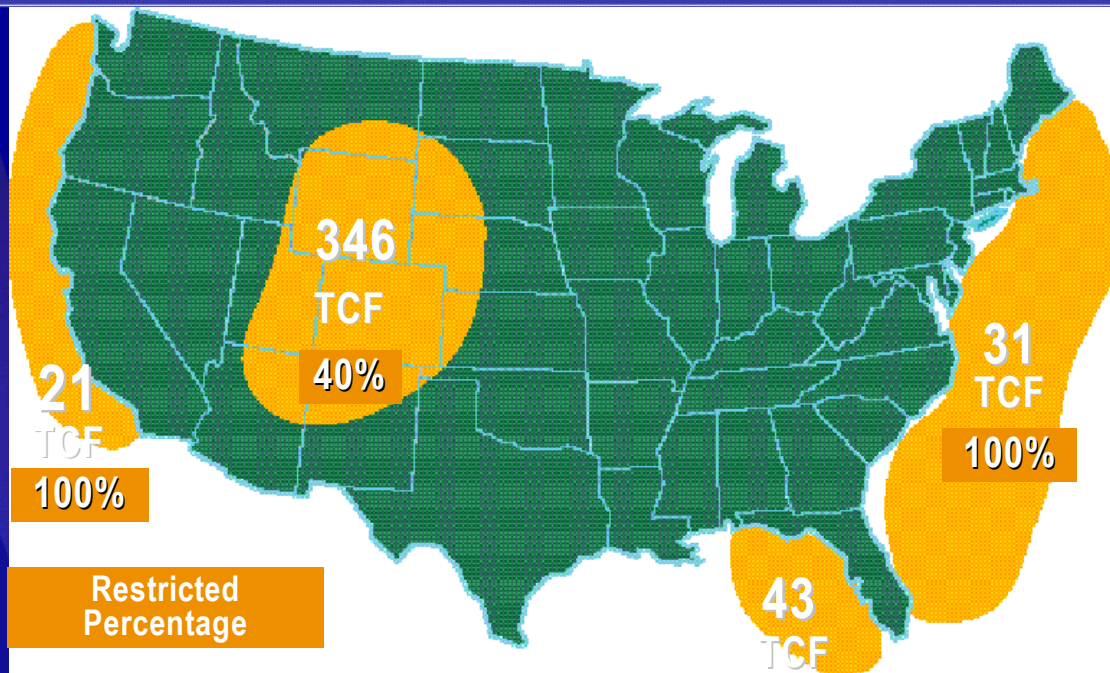 346
TCF
40%
21
TCF
100%
31
TCF
100%
43
TCF
Restricted
Percentage